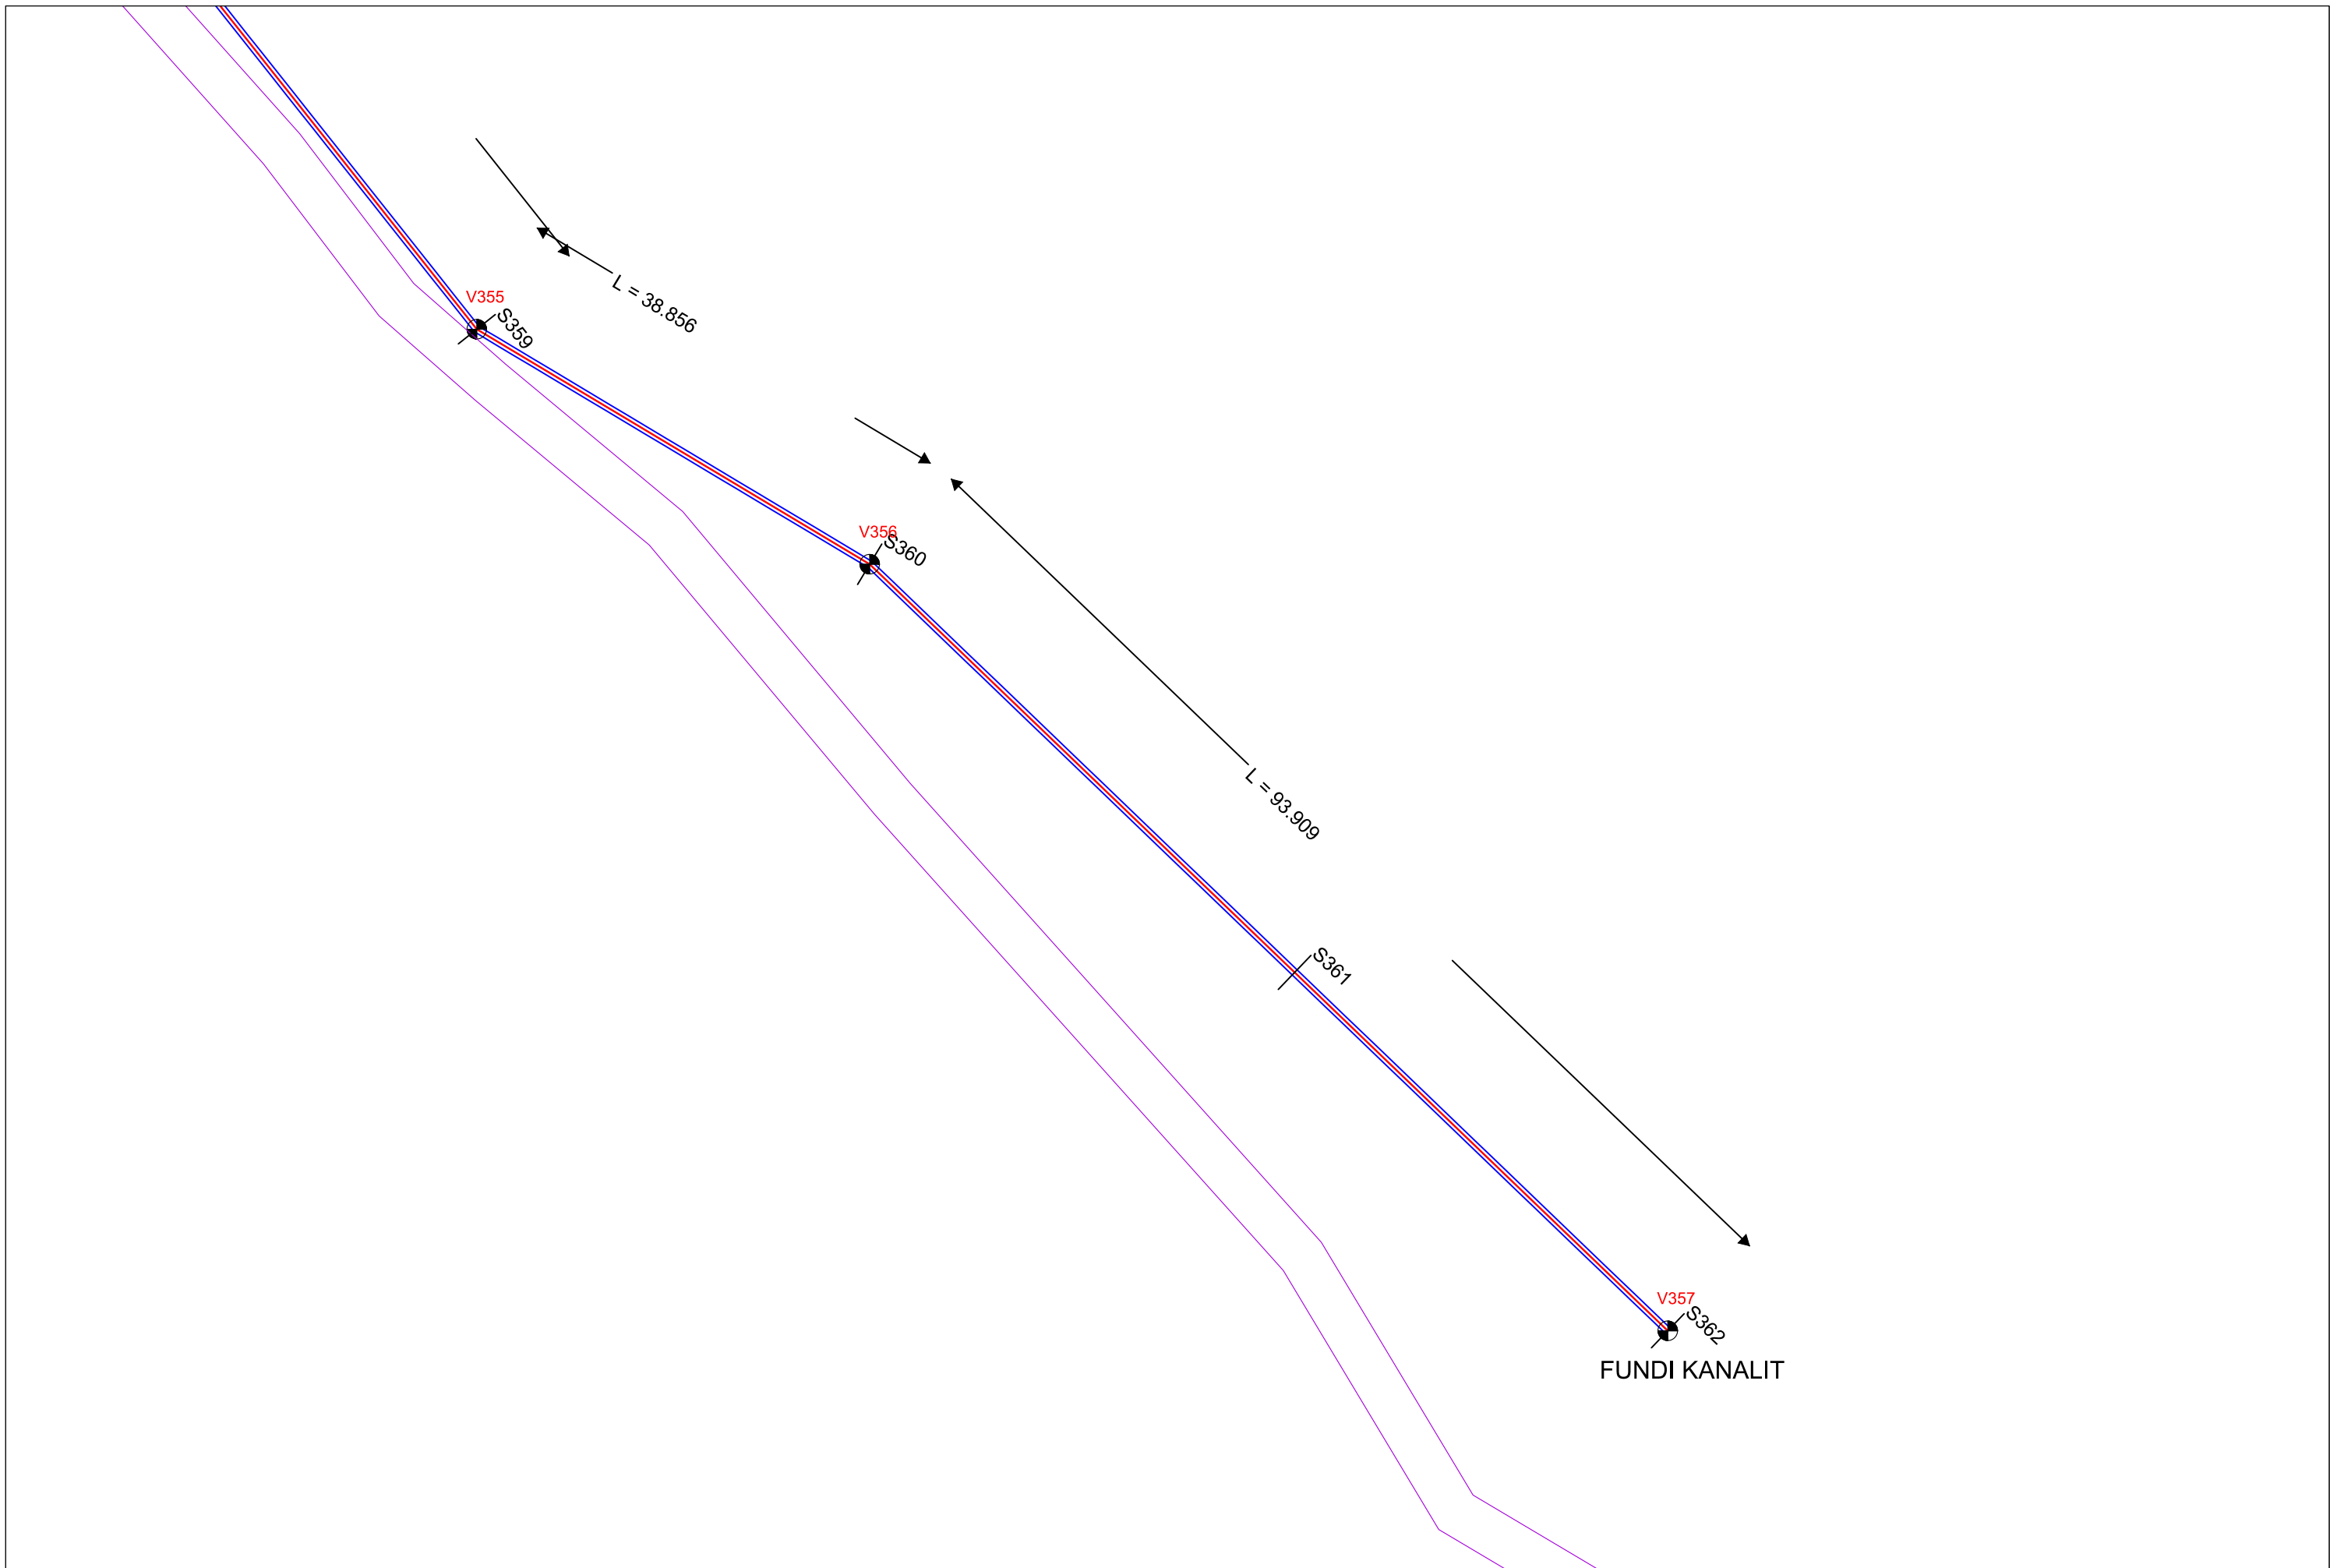 L = 38.856
V355
S359
V356
S360
L = 93.909
S361
V357
S362
FUNDI KANALIT